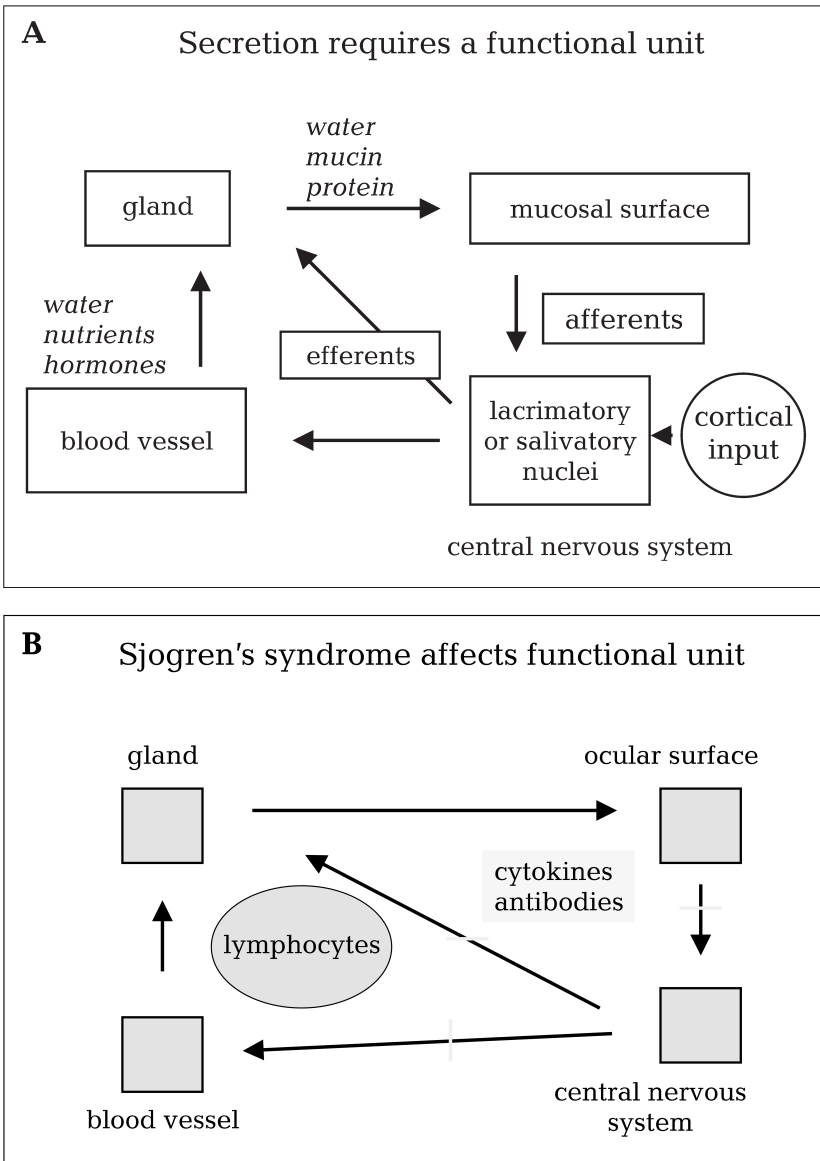 A
Secretion requires a functional unit
water
mucin
protein
gland
mucosal surface
water
nutrients
hormones
afferents
efferents
blood vessel
lacrimatory
or salivatory
nuclei
cortical
input
central nervous system
B
Sjogren's syndrome affects functional unit
gland
ocular surface
cytokines
antibodies
lymphocytes
blood vessel
central nervous
system